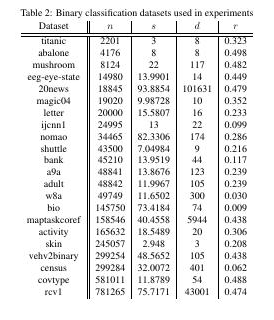 Table 2: Binary classification datasets used in experiments
Dataset n s d r
titanic 2201 3 8 0.323
abalone 4176 8 8 0.498
mushroom 8124 22 117 0.482
eeg-eye-state 14980 13.9901 14 0.449
20news 18845 93.8854 101631 0.479
magic04 19020 9.98728 10 0.352
letter 20000 15.5807 16 0.233
ijcnn1 24995 13 22 0.099
nomao 34465 82.3306 174 0.286
shuttle 43500 7.04984 9 0.216
bank 45210 13.9519 44 0.117
a9a 48841 13.8676 123 0.239
adult 48842 11.9967 105 0.239
w8a 49749 11.6502 300 0.030
bio 145750 73.4184 74 0.009
maptaskcoref 158546 40.4558 5944 0.438
activity 165632 18.5489 20 0.306
skin 245057 2.948 3 0.208
vehv2binary 299254 48.5652 105 0.438
census 299284 32.0072 401 0.062
covtype 581011 11.8789 54 0.488
rcv1 781265 75.7171 43001 0.474